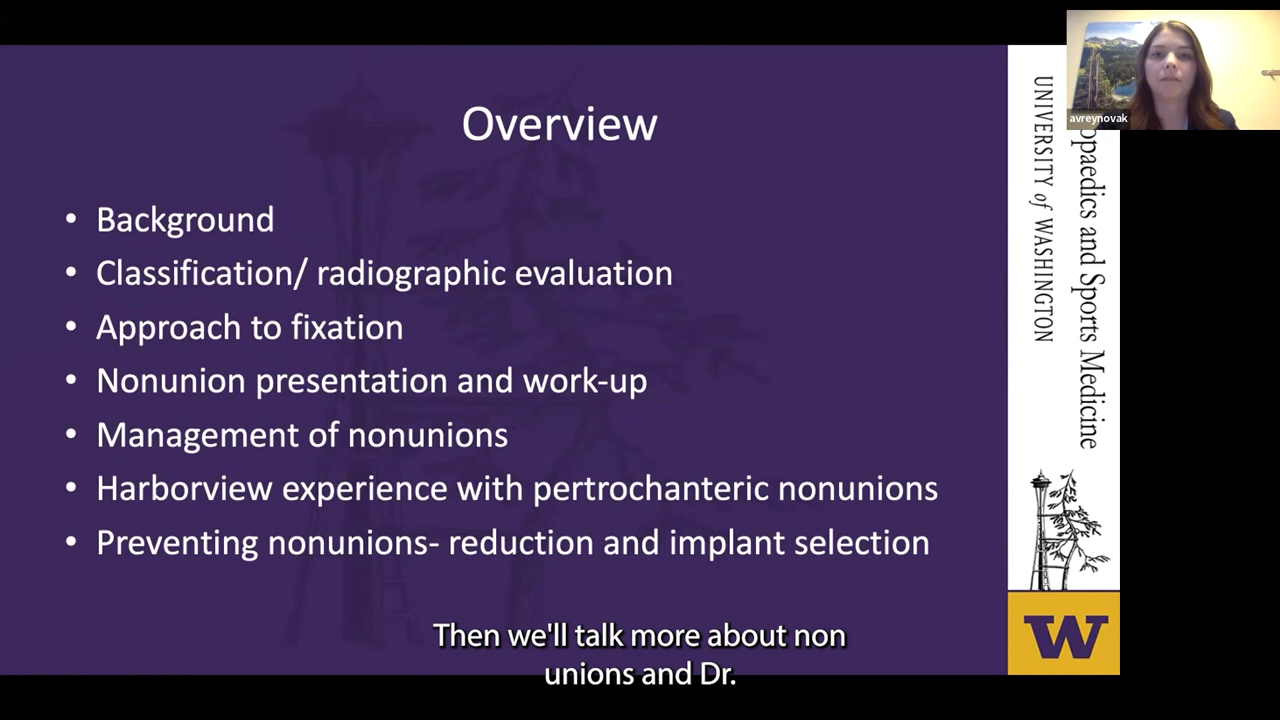 Overview
• Background
• Classification/ radiographic evaluation
• Approach to fixation
• Nonunion presentation and work-up
• Management of nonunions
• Harborview experience with pertrochanteric nonunions
• Preventing nonunions- reduction and implant selection
Then we'll talk more about non
unions and Dr.
avreynovak
UNIVERSITY of WASHINGTON
and Sports Medicine
W